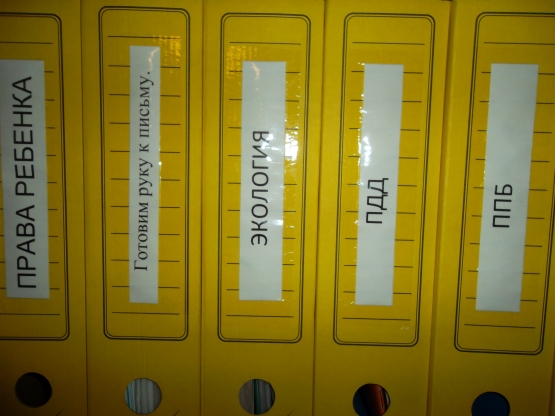 ПРАВА РЕБЕНКА
Готовим руку к письму.
ЭКОЛОГИЯ
ПДД
ППБ